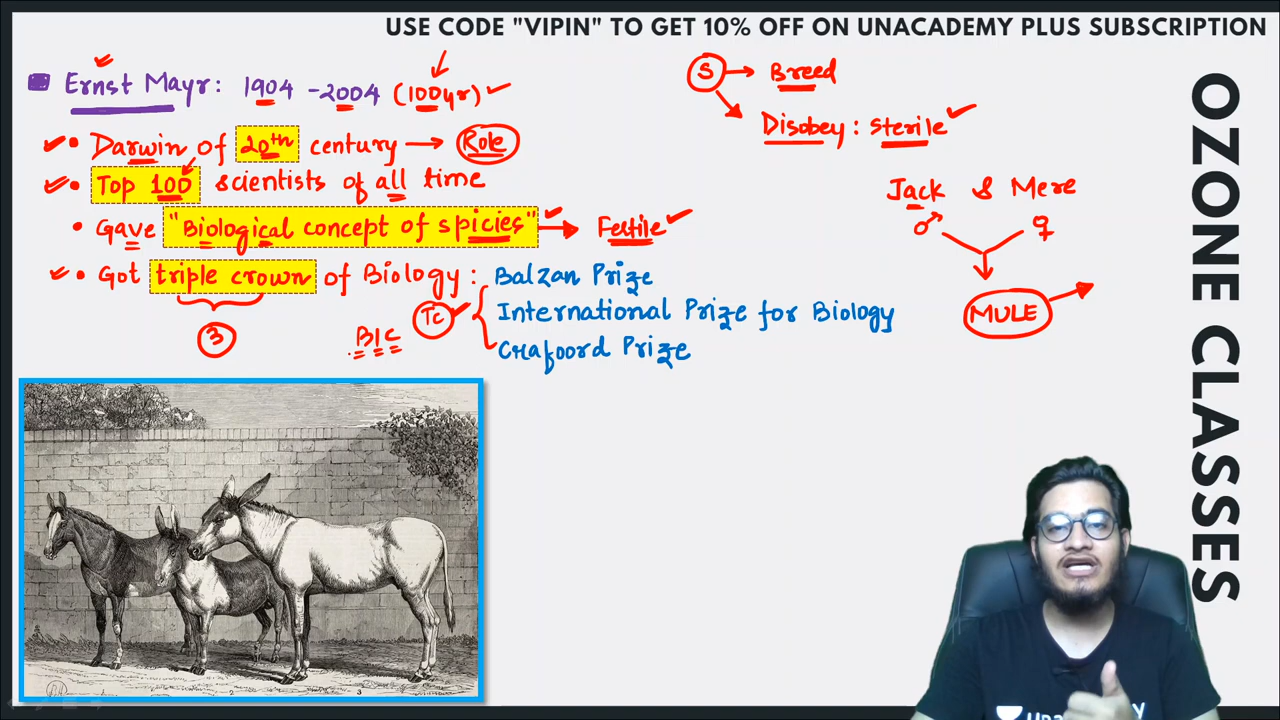 USE CODE "VIPIN" TO GET 10% OFF ON UNACADEMY PLUS SUBSCRIPTION
Ernst Mayr: 1904 -2004 (100yr)
Darwin of 20th century → Role
Top 100 scientists of all time
Gave "Biological concept of spicies" → Fertile
Got triple crown of Biology: Balzan Prize
International Prize for Biology
Crafoord Prize
3
BIC
Tc
S → Breed
Disobey: sterile
Jack & Mere
♂ ♀
MULE
OZONE CLASSES